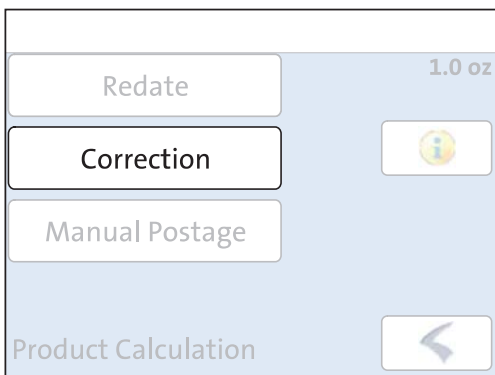 Redate
1.0 oz
Correction
Manual Postage
Product Calculation